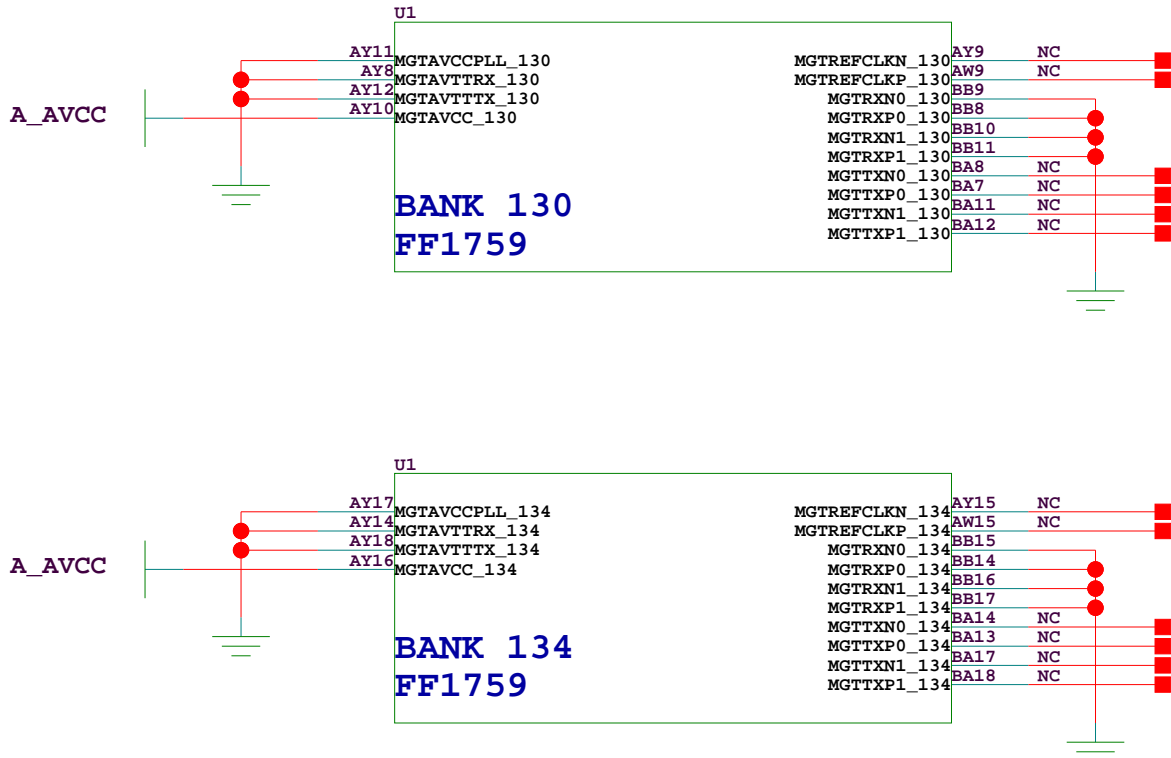 U1
AY11 MGTAVCCPLL_130 MGTREFCLKN_130 AY9 NC
AY8 MGTAVTTRX_130 MGTREFCLKP_130 AW9 NC
AY12 MGTAVTTTX_130 MGTRXN0_130 BB9
A_AVCC AY10 MGTAVCC_130 MGTRXP0_130 BB8
MGTRXN1_130 BB10
MGTRXP1_130 BB11
MGTTXN0_130 BA8 NC
MGTTXP0_130 BA7 NC
MGTTXN1_130 BA11 NC
MGTTXP1_130 BA12 NC
BANK 130
FF1759
U1
AY17 MGTAVCCPLL_134 MGTREFCLKN_134 AY15 NC
AY14 MGTAVTTRX_134 MGTREFCLKP_134 AW15 NC
AY18 MGTAVTTTX_134 MGTRXN0_134 BB15
A_AVCC AY16 MGTAVCC_134 MGTRXP0_134 BB14
MGTRXN1_134 BB16
MGTRXP1_134 BB17
MGTTXN0_134 BA14 NC
MGTTXP0_134 BA13 NC
MGTTXN1_134 BA17 NC
MGTTXP1_134 BA18 NC
BANK 134
FF1759